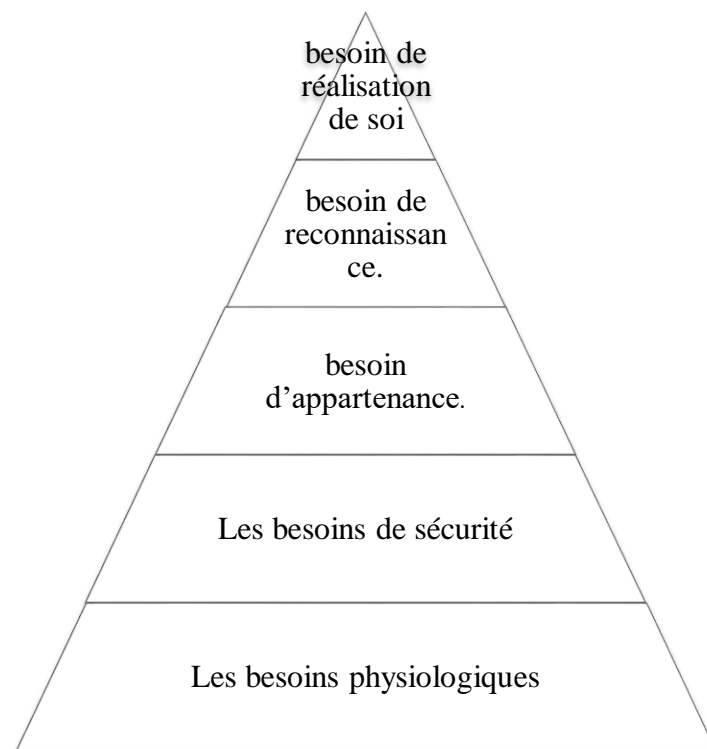 besoin de
réalisation
de soi
besoin de
reconnaissan
ce.
besoin
d’appartenance.
Les besoins de sécurité
Les besoins physiologiques